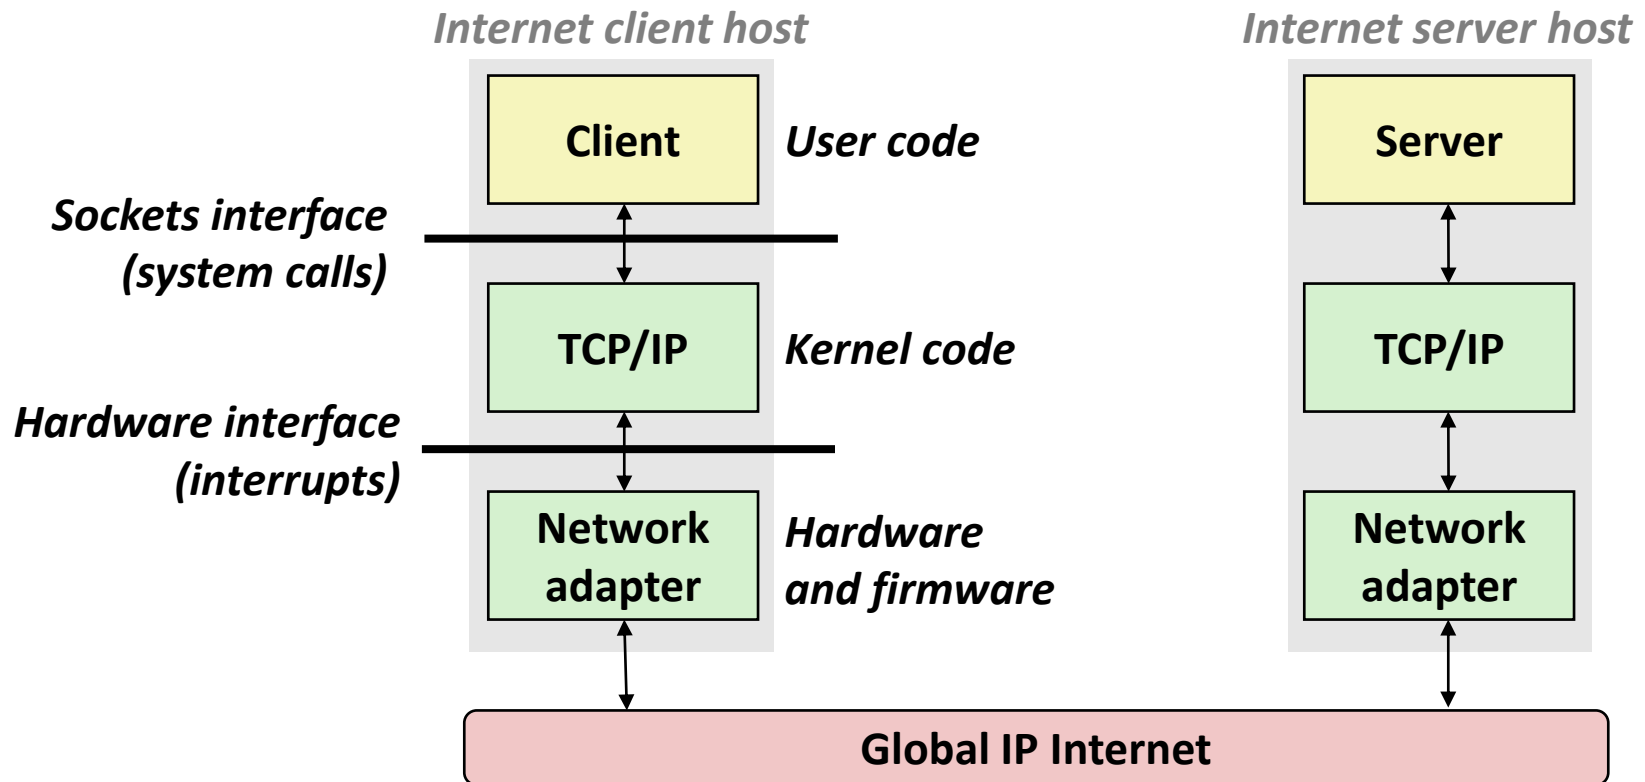 Internet client host
Internet server host
Client
User code
Server
Sockets interface
(system calls)
TCP/IP
Kernel code
TCP/IP
Hardware interface
(interrupts)
Network
adapter
Hardware
and firmware
Network
adapter
Global IP Internet